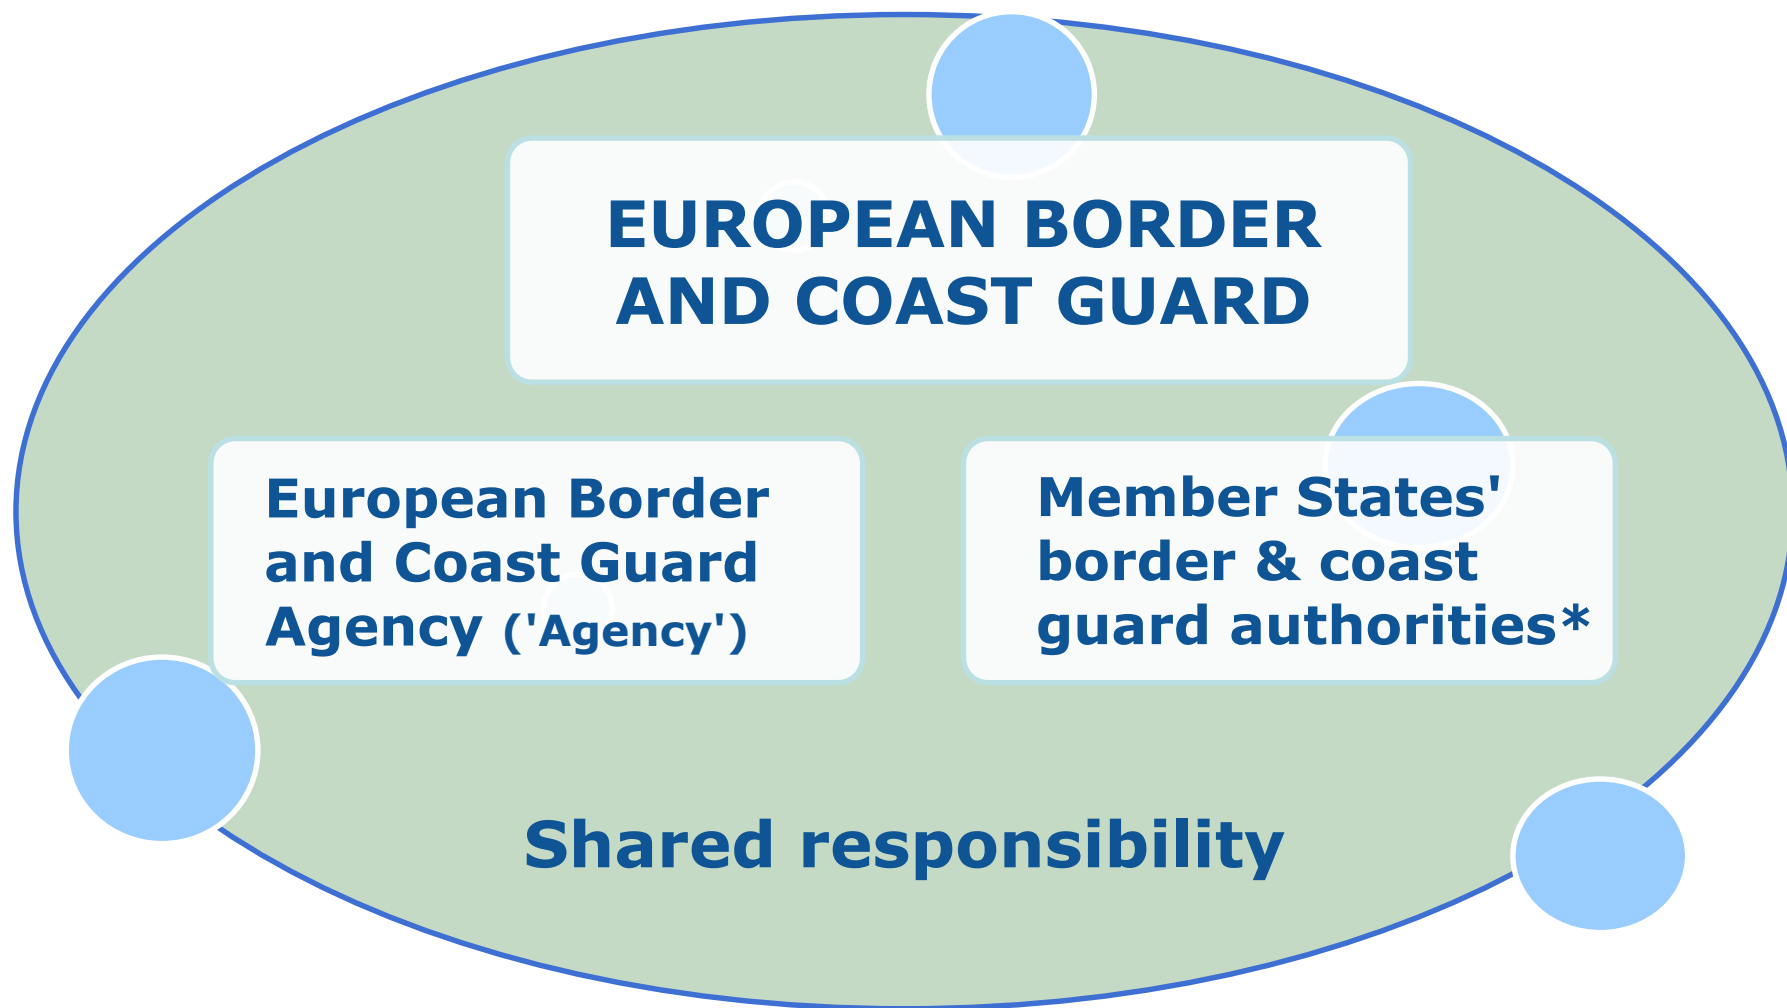 EUROPEAN BORDER
AND COAST GUARD
European Border
and Coast Guard
Agency ('Agency')
Member States'
border & coast
guard authorities*
Shared responsibility